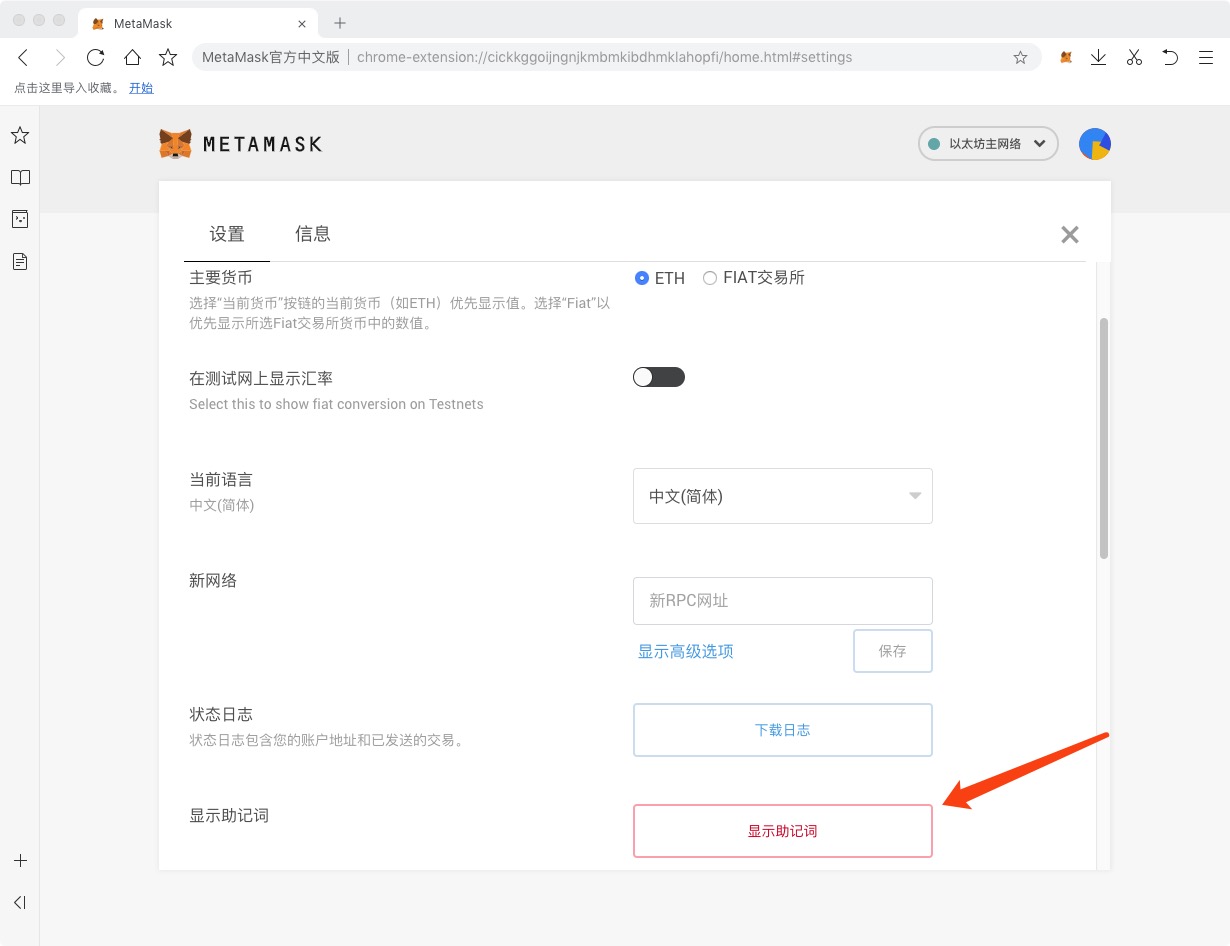 MetaMask
MetaMask官方中文版 chrome-extension://cickkggoijngnjkmbmkibdhmklahopfi/home.html#settings
点击这里导入收藏。 开始
METAMASK
以太坊主网络
设置 信息
主要货币
ETH FIAT交易所
选择“当前货币”按链的当前货币（如ETH）优先显示值。选择“Fiat”以
优先显示所选Fiat交易所货币中的数值。
在测试网上显示汇率
Select this to show fiat conversion on Testnets
当前语言
中文(简体)
中文(简体)
新网络
新RPC网址
显示高级选项 保存
状态日志
状态日志包含您的账户地址和已发送的交易。
下载日志
显示助记词
显示助记词